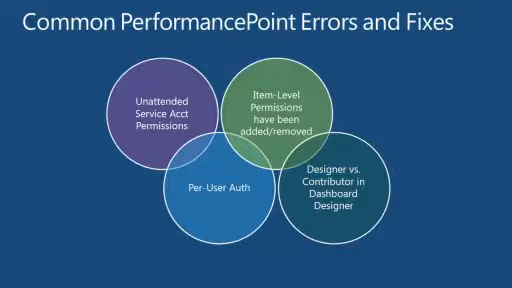 Common PerformancePoint Errors and Fixes
Unattended
Service Acct
Permissions
Item-Level
Permissions
have been
added/removed
Per-User Auth
Designer vs.
Contributor in
Dashboard
Designer